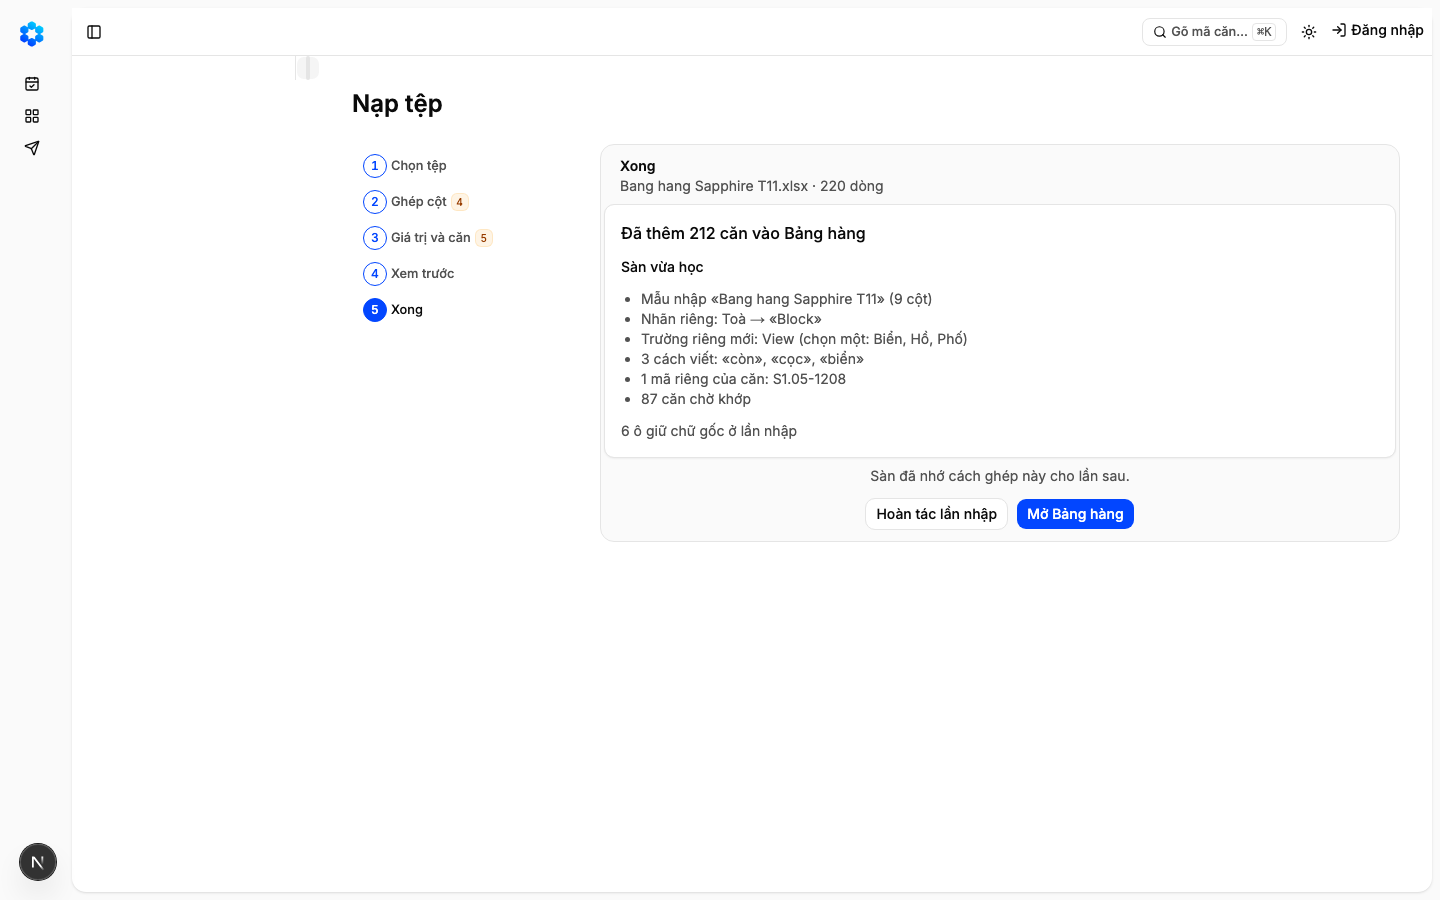 Gõ mã căn... ⌘K
Đăng nhập
Nạp tệp
1 Chọn tệp
2 Ghép cột 4
3 Giá trị và căn 5
4 Xem trước
5 Xong
Xong
Bang hang Sapphire T11.xlsx · 220 dòng
Đã thêm 212 căn vào Bảng hàng
Sàn vừa học
• Mẫu nhập «Bang hang Sapphire T11» (9 cột)
• Nhãn riêng: Toà → «Block»
• Trường riêng mới: View (chọn một: Biển, Hồ, Phố)
• 3 cách viết: «còn», «cọc», «biển»
• 1 mã riêng của căn: S1.05-1208
• 87 căn chờ khớp
6 ô giữ chữ gốc ở lần nhập
Sàn đã nhớ cách ghép này cho lần sau.
Hoàn tác lần nhập
Mở Bảng hàng
N